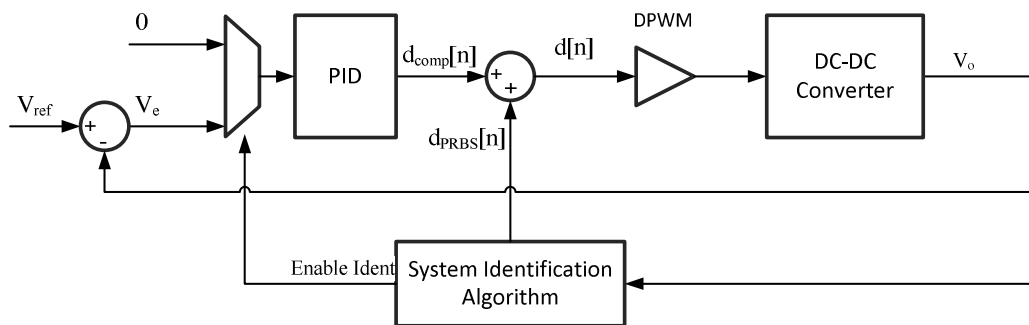 0
DPWM
d_comp[n]
d[n]
PID
DC-DC
Converter
V_o
V_ref
V_e
+
-
+
+
d_PRBS[n]
Enable Ident
System Identification
Algorithm